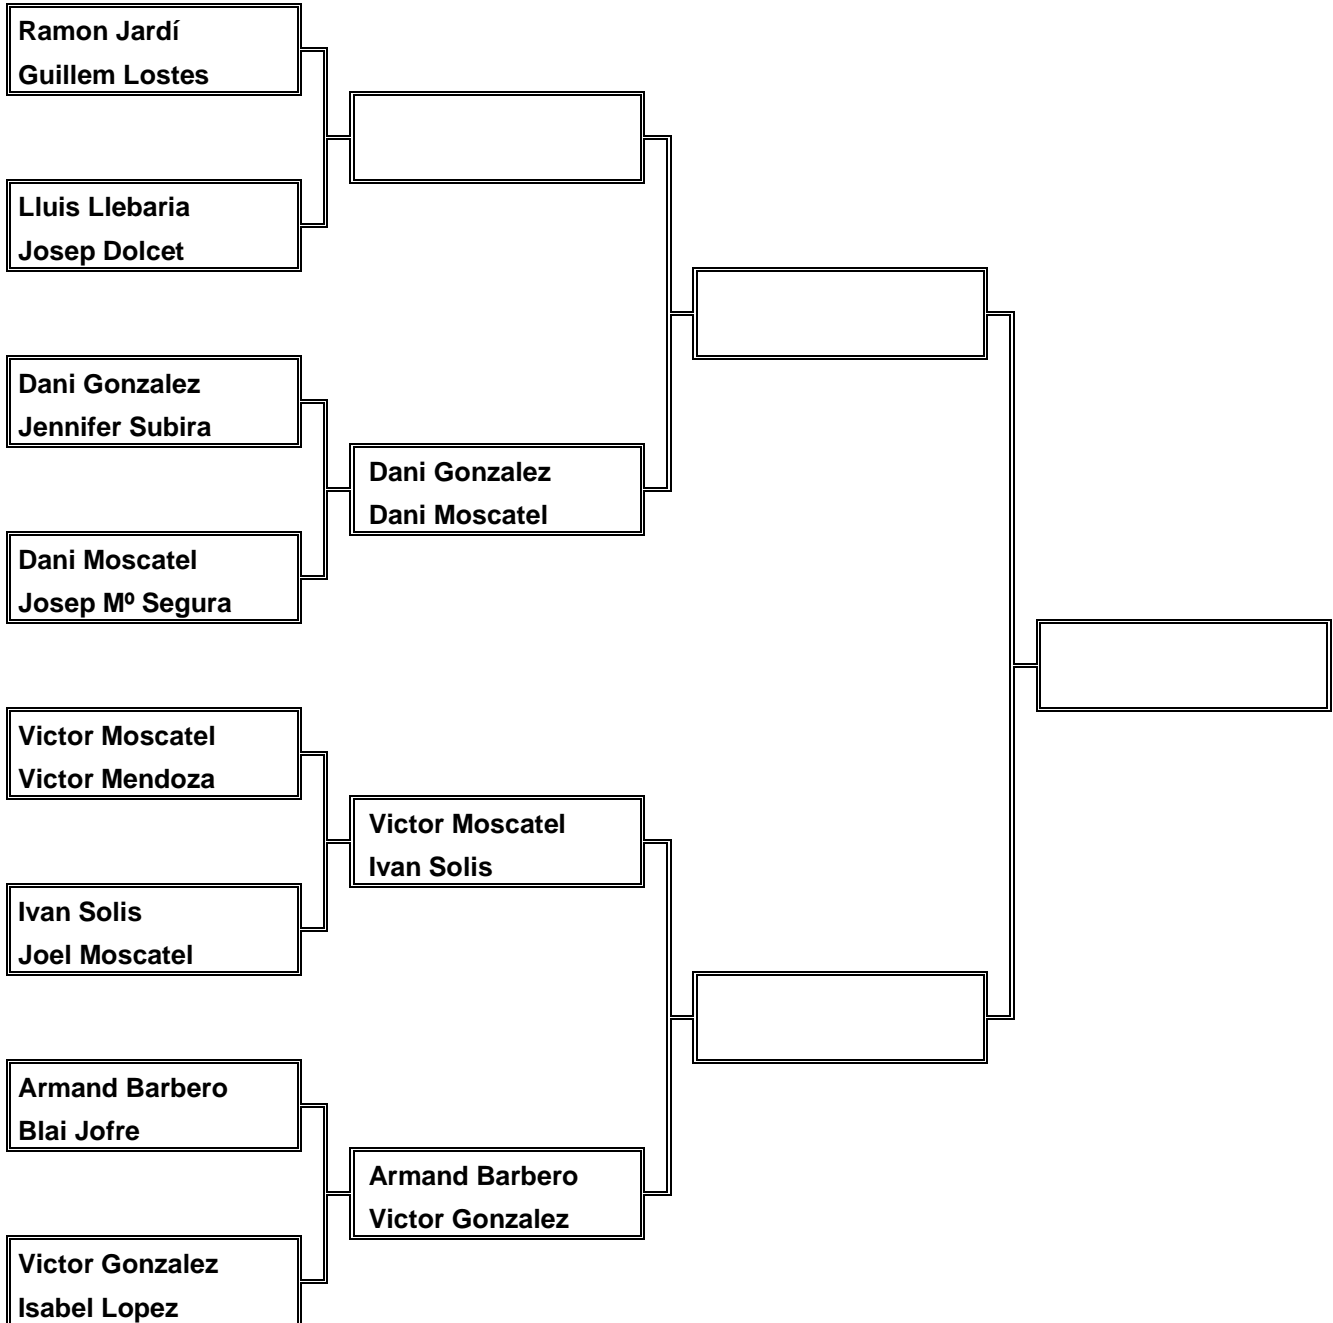 Ramon Jardí
Guillem Lostes
Lluis Llebaria
Josep Dolcet
Dani Gonzalez
Jennifer Subira
Dani Gonzalez
Dani Moscatel
Dani Moscatel
Josep Mº Segura
Victor Moscatel
Victor Mendoza
Victor Moscatel
Ivan Solis
Ivan Solis
Joel Moscatel
Armand Barbero
Blai Jofre
Armand Barbero
Victor Gonzalez
Victor Gonzalez
Isabel Lopez